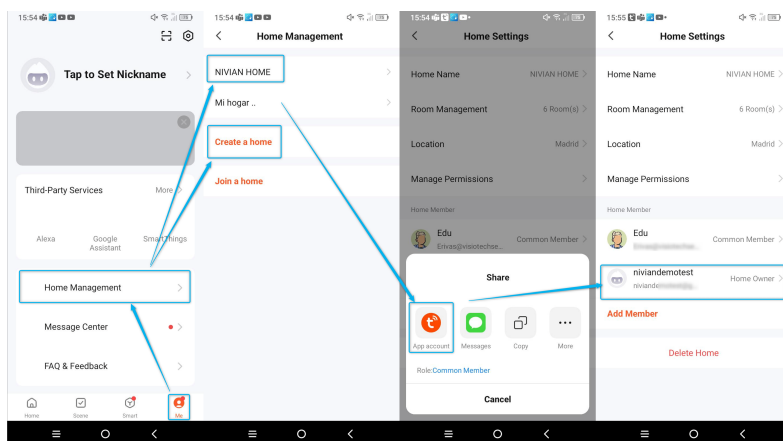 15:54
Tap to Set Nickname
Third-Party Services
More
Alexa
Google Assistant
SmartThings
Home Management
Message Center
FAQ & Feedback
Home
Scene
Smart
Me
15:54
Home Management
NIVIAN HOME
Mi hogar ..
Create a home
Join a home
15:54
Home Settings
Home Name
NIVIAN HOME
Room Management
6 Room(s)
Location
Madrid
Manage Permissions
Home Member
Edu
Erivas@visiotechse...
Common Member
Share
App account
Messages
Copy
More
Role:Common Member
Cancel
15:55
Home Settings
Home Name
NIVIAN HOME
Room Management
6 Room(s)
Location
Madrid
Manage Permissions
Home Member
Edu
Common Member
niviandemotest
niviande
Home Owner
Add Member
Delete Home